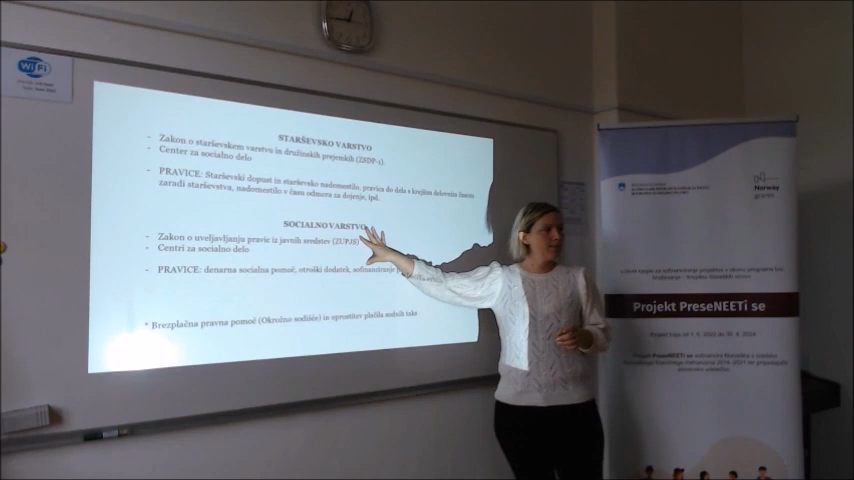 WiFi
STARŠEVSKO VARSTVO
- Zakon o starševskem varstvu in družinskih prejemkih (ZSDP-1).
- Center za socialno delo
- PRAVICE: Starševski dopust in starševsko nadomestilo, pravica do dela s krajšim delovnim časom
zaradi starševstva, nadomestilo v času odmora za dojenje, ipd.
SOCIALNO VARSTVO
- Zakon o uveljavljanju pravic iz javnih sredstev (ZUPJS)
- Centri za socialno delo
- PRAVICE: denarna socialna pomoč, otroški dodatek, sofinanciranje
* Brezplačna pravna pomoč (Okrožno sodišče) in oprostitev plačila sodnih taks
Norway
grants
Projekt PreseNEETi se